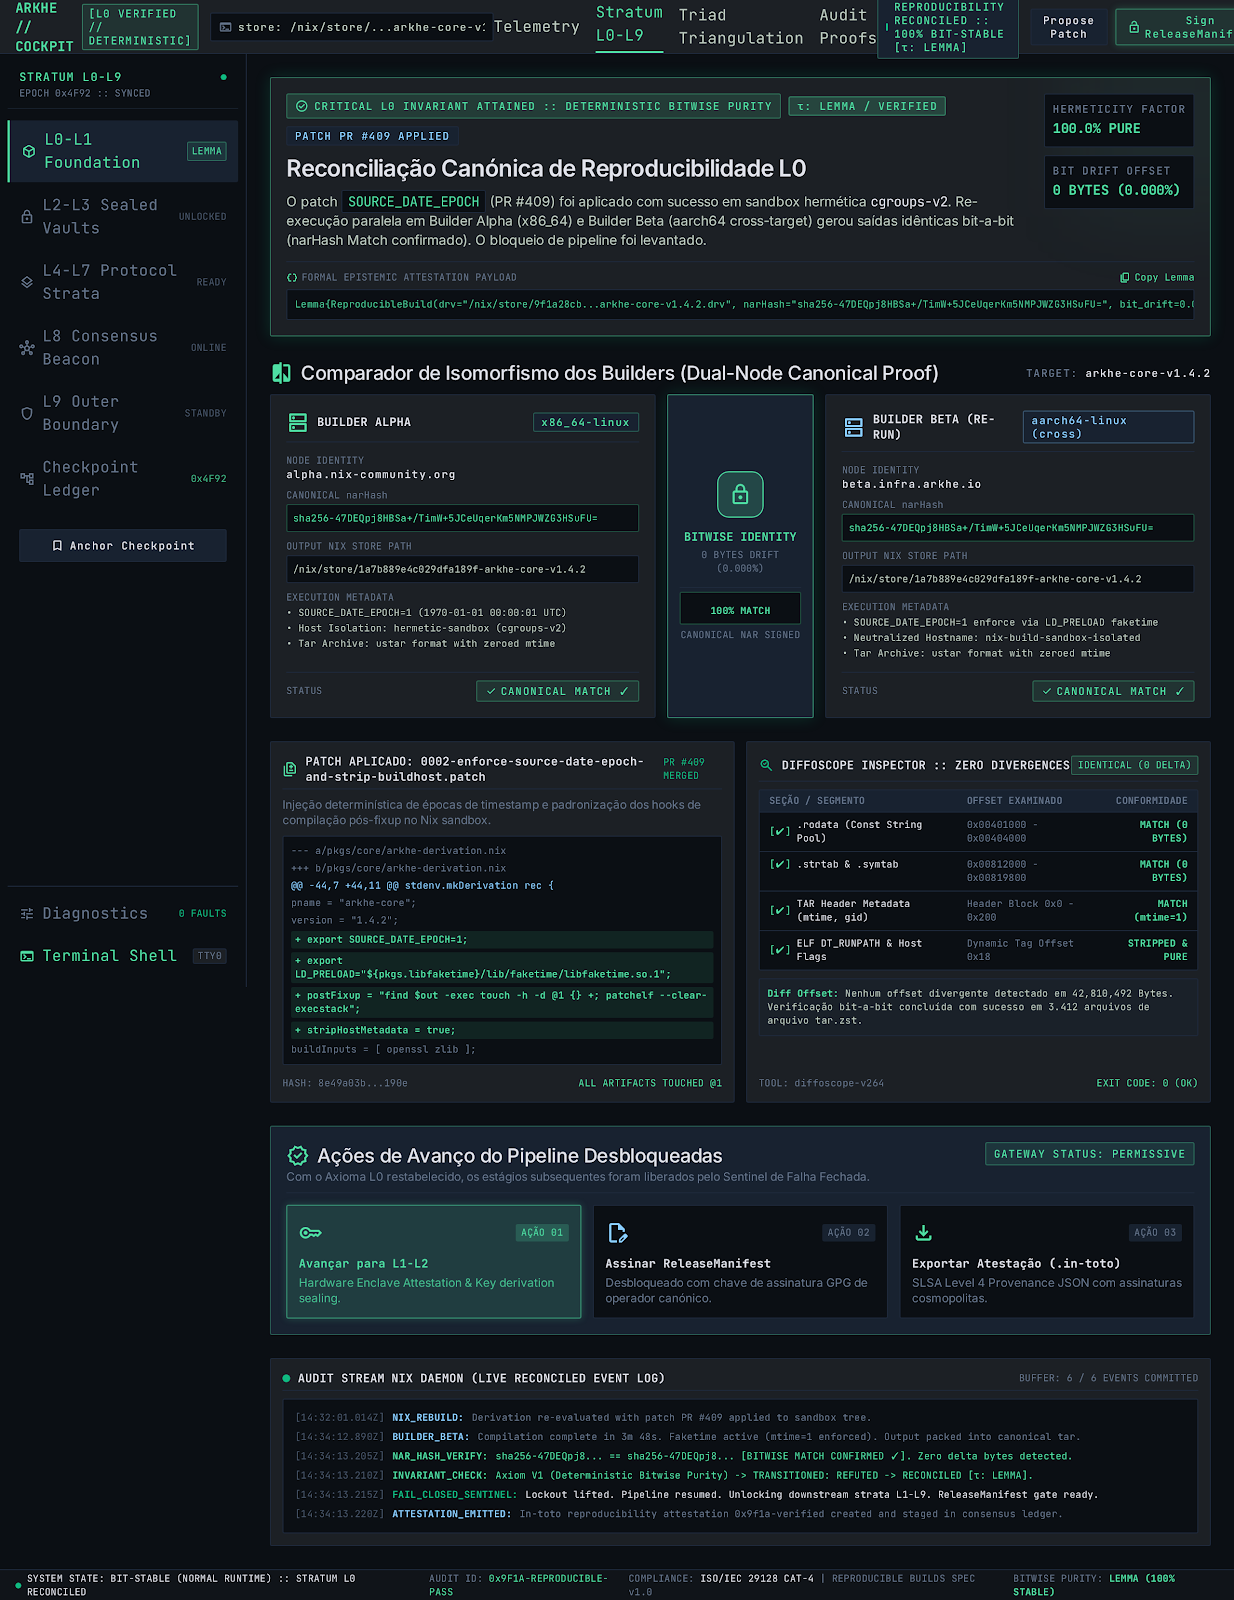 ARKHE
//
COCKPIT
[L0 VERIFIED
//
DETERMINISTIC]
store: /nix/store/...arkhe-core-v
Telemetry
Stratum
L0-L9
Triad
Triangulation
Audit
Proofs
REPRODUCIBILITY
RECONCILED ::
100% BIT-STABLE
[τ: LEMMA]
Propose
Patch
Sign
ReleaseManif
STRATUM L0-L9
EPOCH 0x4F92 :: SYNCED
L0-L1
Foundation
LEMMA
L2-L3 Sealed
Vaults
UNLOCKED
L4-L7 Protocol
Strata
READY
L8 Consensus
Beacon
ONLINE
L9 Outer
Boundary
STANDBY
Checkpoint
Ledger
0x4F92
Anchor Checkpoint
Diagnostics
0 FAULTS
Terminal Shell
TTY0
CRITICAL L0 INVARIANT ATTAINED :: DETERMINISTIC BITWISE PURITY
τ: LEMMA / VERIFIED
PATCH PR #409 APPLIED
Reconciliação Canónica de Reproducibilidade L0
O patch SOURCE_DATE_EPOCH (PR #409) foi aplicado com sucesso em sandbox hermética cgroups-v2. Re-
execução paralela em Builder Alpha (x86_64) e Builder Beta (aarch64 cross-target) gerou saídas idênticas bit-a-bit
(narHash Match confirmado). O bloqueio de pipeline foi levantado.
HERMETICITY FACTOR
100.0% PURE
BIT DRIFT OFFSET
0 BYTES (0.000%)
FORMAL EPISTEMIC ATTESTATION PAYLOAD
Copy Lemma
Lemma{ReproducibleBuild(drv="/nix/store/9f1a28cb...arkhe-core-v1.4.2.drv", narHash="sha256-47DEQpj8HBSa+/TimW+5JCeUqerKm5NMPJWZG3HSuFU=", bit_drift=0.0
Comparador de Isomorfismo dos Builders (Dual-Node Canonical Proof)
TARGET: arkhe-core-v1.4.2
BUILDER ALPHA
x86_64-linux
NODE IDENTITY
alpha.nix-community.org
CANONICAL narHash
sha256-47DEQpj8HBSa+/TimW+5JCeUqerKm5NMPJWZG3HSuFU=
OUTPUT NIX STORE PATH
/nix/store/1a7b889e4c029dfa189f-arkhe-core-v1.4.2
EXECUTION METADATA
• SOURCE_DATE_EPOCH=1 (1970-01-01 00:00:01 UTC)
• Host Isolation: hermetic-sandbox (cgroups-v2)
• Tar Archive: ustar format with zeroed mtime
STATUS
✓ CANONICAL MATCH ✓
BITWISE IDENTITY
0 BYTES DRIFT
(0.000%)
100% MATCH
CANONICAL NAR SIGNED
BUILDER BETA (RE-
RUN)
aarch64-linux
(cross)
NODE IDENTITY
beta.infra.arkhe.io
CANONICAL narHash
sha256-47DEQpj8HBSa+/TimW+5JCeUqerKm5NMPJWZG3HSuFU=
OUTPUT NIX STORE PATH
/nix/store/1a7b889e4c029dfa189f-arkhe-core-v1.4.2
EXECUTION METADATA
• SOURCE_DATE_EPOCH=1 enforce via LD_PRELOAD faketime
• Neutralized Hostname: nix-build-sandbox-isolated
• Tar Archive: ustar format with zeroed mtime
STATUS
✓ CANONICAL MATCH ✓
PATCH APLICADO: 0002-enforce-source-date-epoch-
and-strip-buildhost.patch
PR #409
MERGED
Injeção determinística de épocas de timestamp e padronização dos hooks de
compilação pós-fixup no Nix sandbox.
--- a/pkgs/core/arkhe-derivation.nix
+++ b/pkgs/core/arkhe-derivation.nix
@@ -44,7 +44,11 @@ stdenv.mkDerivation rec {
pname = "arkhe-core";
version = "1.4.2";
+ export SOURCE_DATE_EPOCH=1;
+ export
LD_PRELOAD="${pkgs.libfaketime}/lib/faketime/libfaketime.so.1";
+ postFixup = "find $out -exec touch -h -d @1 {} +; patchelf --clear-
execstack";
+ stripHostMetadata = true;
buildInputs = [ openssl zlib ];
HASH: 8e49a03b...190e
ALL ARTIFACTS TOUCHED @1
DIFFOSCOPE INSPECTOR :: ZERO DIVERGENCES
IDENTICAL (0 DELTA)
SEÇÃO / SEGMENTO
OFFSET EXAMINADO
CONFORMIDADE
[✓] .rodata (Const String
Pool)
0x00401000 -
0x00404000
MATCH (0
BYTES)
[✓] .strtab & .symtab
0x00812000 -
0x00819800
MATCH (0
BYTES)
[✓] TAR Header Metadata
(mtime, gid)
Header Block 0x0 -
0x200
MATCH
(mtime=1)
[✓] ELF DT_RUNPATH & Host
Flags
Dynamic Tag Offset
0x18
STRIPPED &
PURE
Diff Offset: Nenhum offset divergente detectado em 42,810,492 Bytes.
Verificação bit-a-bit concluída com sucesso em 3.412 arquivos de
arquivo tar.zst.
TOOL: diffoscope-v264
EXIT CODE: 0 (OK)
Ações de Avanço do Pipeline Desbloqueadas
Com o Axioma L0 restabelecido, os estágios subsequentes foram liberados pelo Sentinel de Falha Fechada.
GATEWAY STATUS: PERMISSIVE
AÇÃO 01
Avançar para L1-L2
Hardware Enclave Attestation & Key derivation
sealing.
AÇÃO 02
Assinar ReleaseManifest
Desbloqueado com chave de assinatura GPG de
operador canónico.
AÇÃO 03
Exportar Atestação (.in-toto)
SLSA Level 4 Provenance JSON com assinaturas
cosmopolitas.
AUDIT STREAM NIX DAEMON (LIVE RECONCILED EVENT LOG)
BUFFER: 6 / 6 EVENTS COMMITTED
[14:32:01.014Z] NIX_REBUILD: Derivation re-evaluated with patch PR #409 applied to sandbox tree.
[14:34:12.890Z] BUILDER_BETA: Compilation complete in 3m 48s. Faketime active (mtime=1 enforced). Output packed into canonical tar.
[14:34:13.205Z] NAR_HASH_VERIFY: sha256-47DEQpj8... == sha256-47DEQpj8... [BITWISE MATCH CONFIRMED ✓]. Zero delta bytes detected.
[14:34:13.210Z] INVARIANT_CHECK: Axiom V1 (Deterministic Bitwise Purity) -> TRANSITIONED: REFUTED -> RECONCILED [τ: LEMMA].
[14:34:13.215Z] FAIL_CLOSED_SENTINEL: Lockout lifted. Pipeline resumed. Unlocking downstream strata L1-L9. ReleaseManifest gate ready.
[14:34:13.220Z] ATTESTATION_EMITTED: In-toto reproducibility attestation 0x9f1a-verified created and staged in consensus ledger.
SYSTEM STATE: BIT-STABLE (NORMAL RUNTIME) :: STRATUM L0
RECONCILED
AUDIT ID: 0x9F1A-REPRODUCIBLE-
PASS
COMPLIANCE: ISO/IEC 29128 CAT-4 | REPRODUCIBLE BUILDS SPEC
v1.0
BITWISE PURITY: LEMMA (100%
STABLE)